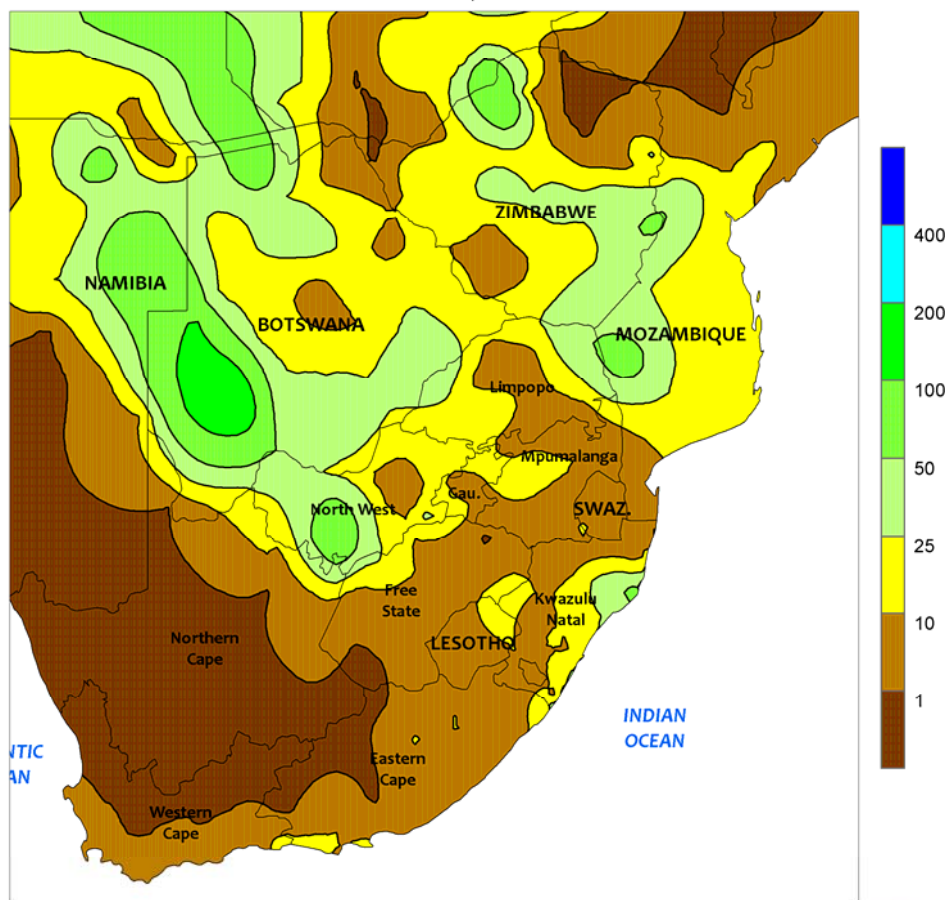 ZIMBABWE
NAMIBIA
BOTSWANA
MOZAMBIQUE
Limpopo
Mpumalanga
Gau.
North West
SWAZ.
Free
State
Kwazulu
Natal
LESOTHO
Northern
Cape
INDIAN
OCEAN
NTIC
AN
Eastern
Cape
Western
Cape
400
200
100
50
25
10
1